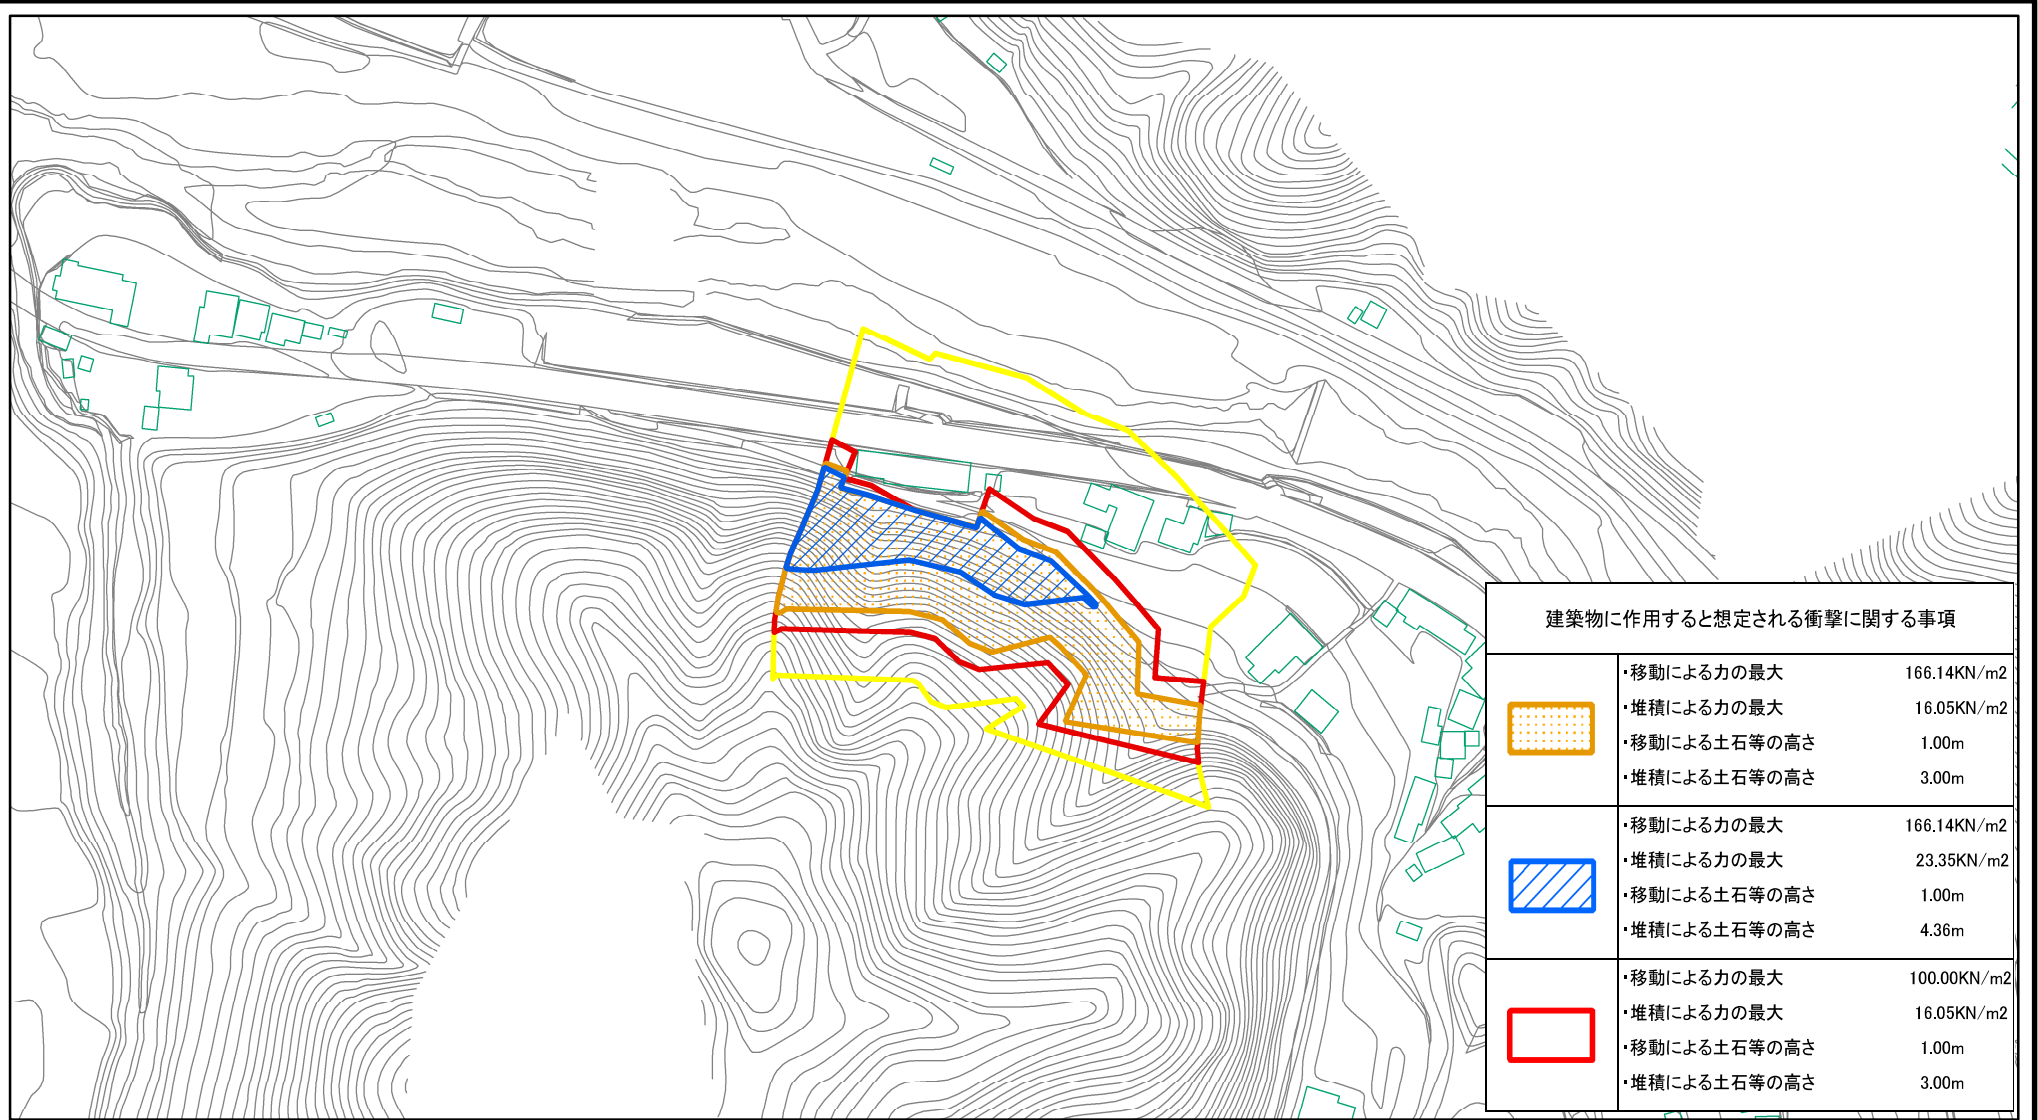 建築物に作用すると想定される衝撃に関する事項
・移動による力の最大 166.14KN/m2
・堆積による力の最大 16.05KN/m2
・移動による土石等の高さ 1.00m
・堆積による土石等の高さ 3.00m
・移動による力の最大 166.14KN/m2
・堆積による力の最大 23.35KN/m2
・移動による土石等の高さ 1.00m
・堆積による土石等の高さ 4.36m
・移動による力の最大 100.00KN/m2
・堆積による力の最大 16.05KN/m2
・移動による土石等の高さ 1.00m
・堆積による土石等の高さ 3.00m